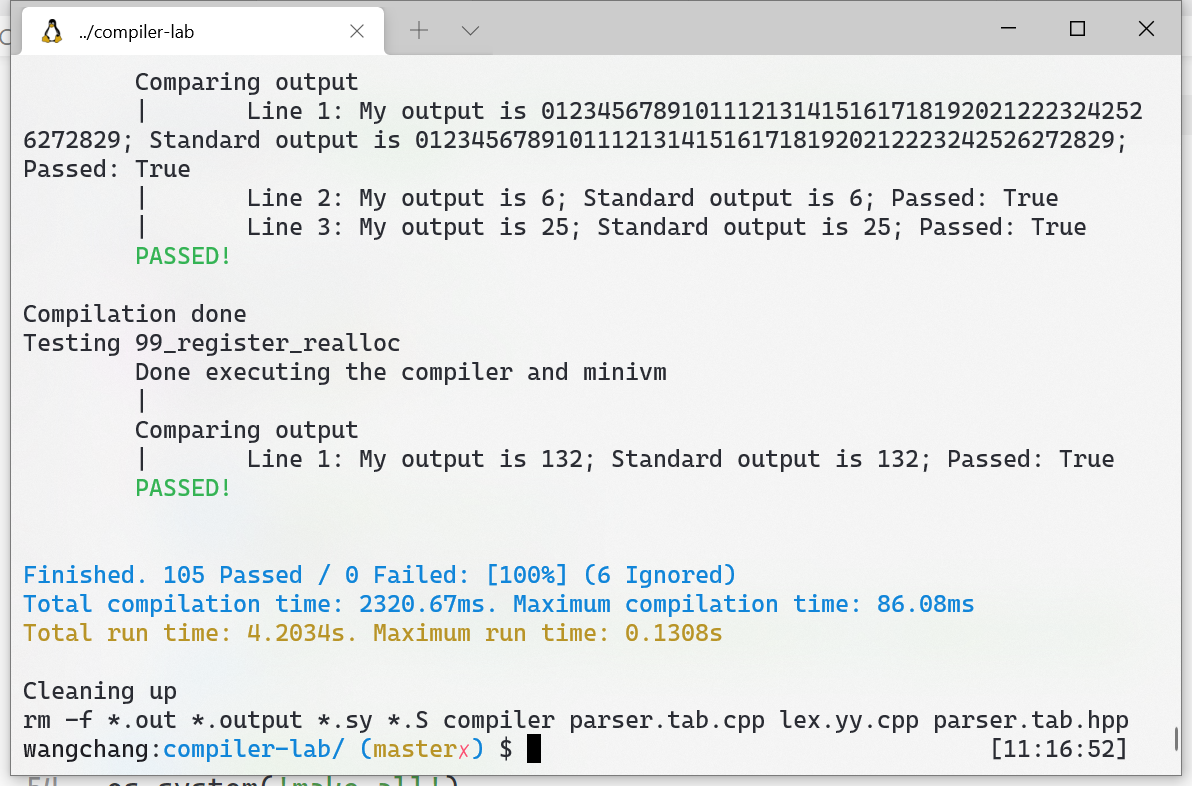 ../compiler-lab
Comparing output
|       Line 1: My output is 0123456789101112131415161718192021222324252
6272829; Standard output is 01234567891011121314151617181920212223242526272829;
Passed: True
|       Line 2: My output is 6; Standard output is 6; Passed: True
|       Line 3: My output is 25; Standard output is 25; Passed: True
PASSED!
Compilation done
Testing 99_register_realloc
Done executing the compiler and minivm
|
Comparing output
|       Line 1: My output is 132; Standard output is 132; Passed: True
PASSED!
Finished. 105 Passed / 0 Failed: [100%] (6 Ignored)
Total compilation time: 2320.67ms. Maximum compilation time: 86.08ms
Total run time: 4.2034s. Maximum run time: 0.1308s
Cleaning up
rm -f *.out *.output *.sy *.S compiler parser.tab.cpp lex.yy.cpp parser.tab.hpp
wangchang:compiler-lab/ (master✗) $ [11:16:52]
os.system('make all')